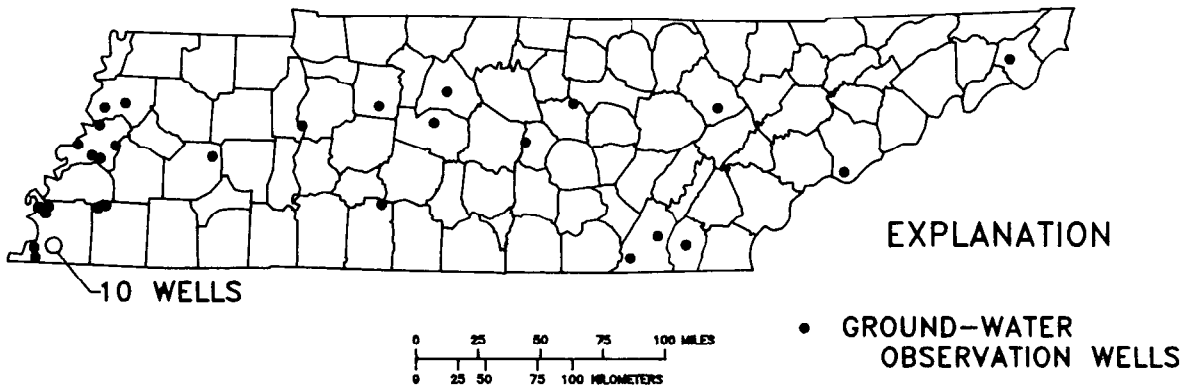 10 WELLS
EXPLANATION
GROUND-WATER
OBSERVATION WELLS
0 25 50 75 100 MILES
0 25 50 75 100 KILOMETERS